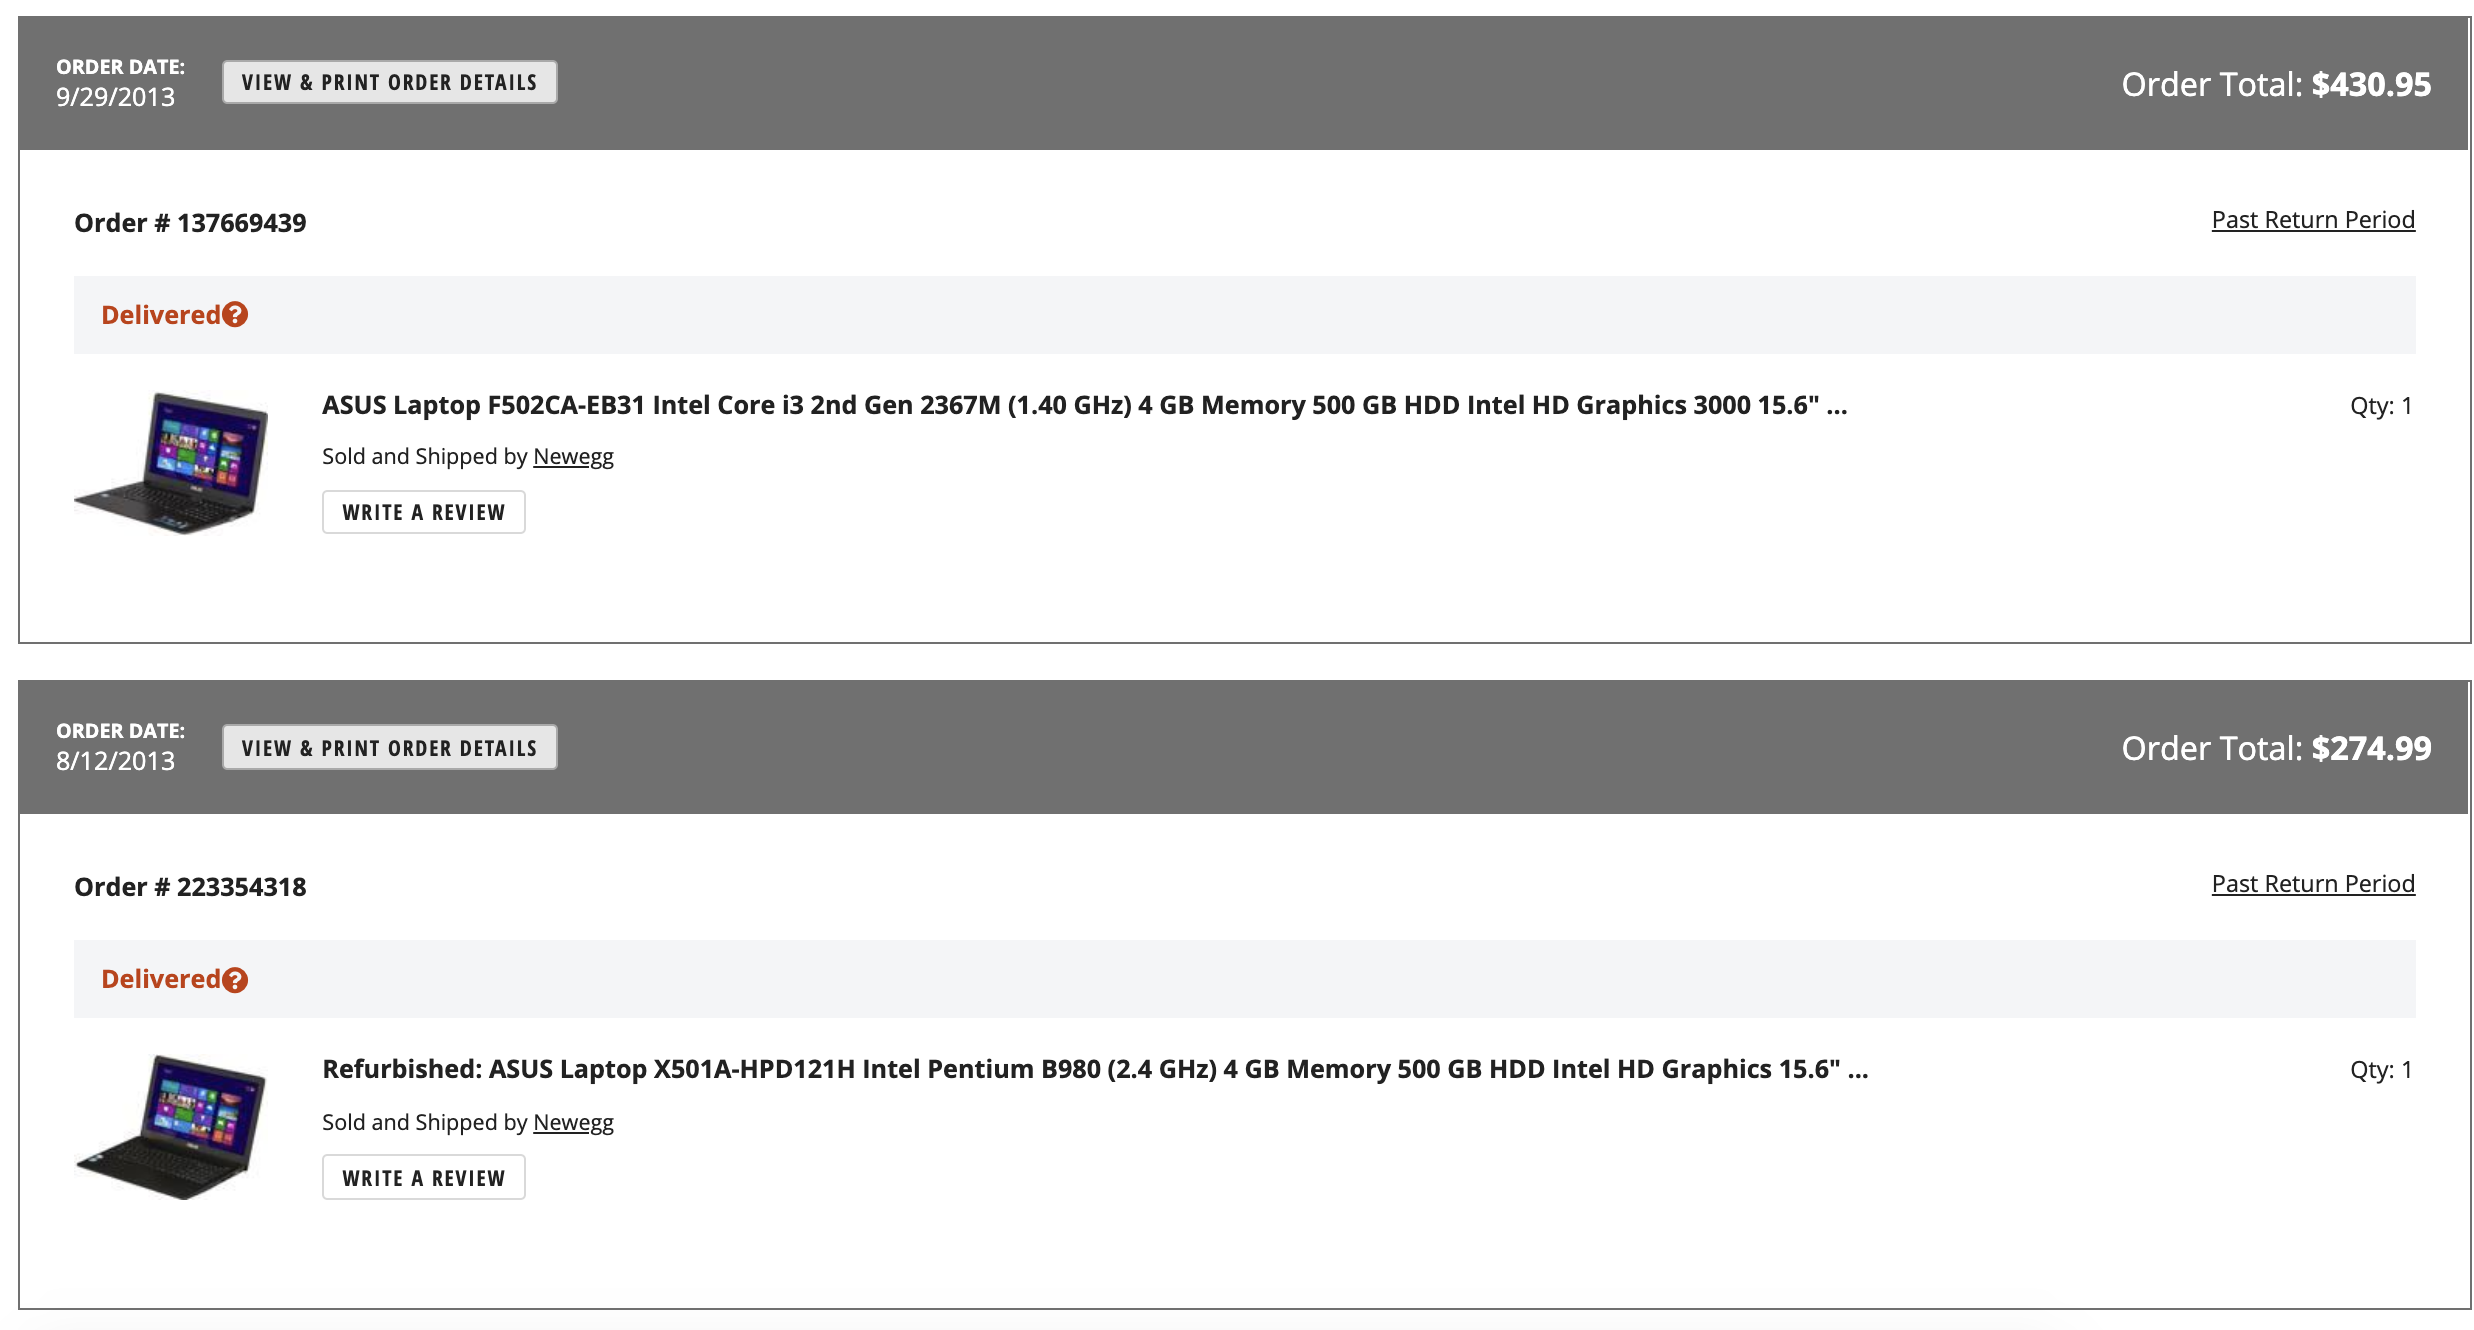 ORDER DATE:
9/29/2013
VIEW & PRINT ORDER DETAILS
Order Total: $430.95
Order # 137669439
Past Return Period
Delivered?
ASUS Laptop F502CA-EB31 Intel Core i3 2nd Gen 2367M (1.40 GHz) 4 GB Memory 500 GB HDD Intel HD Graphics 3000 15.6" ...
Qty: 1
Sold and Shipped by Newegg
WRITE A REVIEW
ORDER DATE:
8/12/2013
VIEW & PRINT ORDER DETAILS
Order Total: $274.99
Order # 223354318
Past Return Period
Delivered?
Refurbished: ASUS Laptop X501A-HPD121H Intel Pentium B980 (2.4 GHz) 4 GB Memory 500 GB HDD Intel HD Graphics 15.6" ...
Qty: 1
Sold and Shipped by Newegg
WRITE A REVIEW